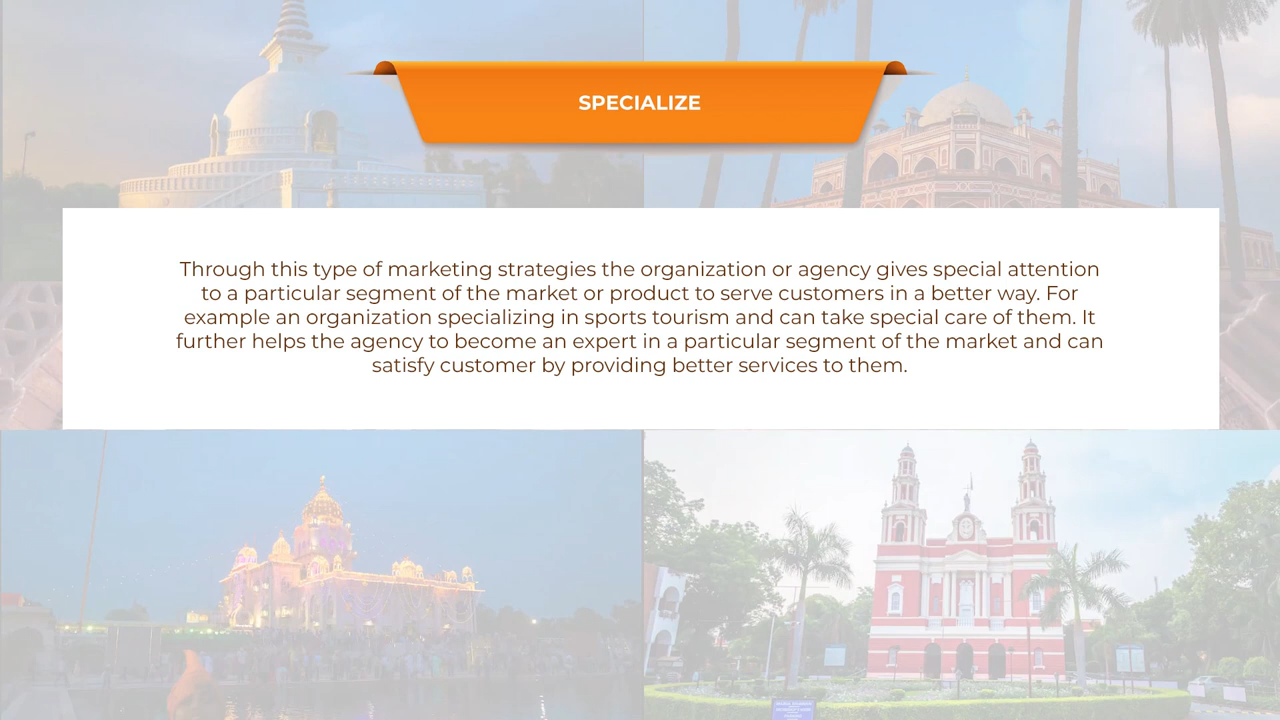 SPECIALIZE
Through this type of marketing strategies the organization or agency gives special attention
to a particular segment of the market or product to serve customers in a better way. For
example an organization specializing in sports tourism and can take special care of them. It
further helps the agency to become an expert in a particular segment of the market and can
satisfy customer by providing better services to them.